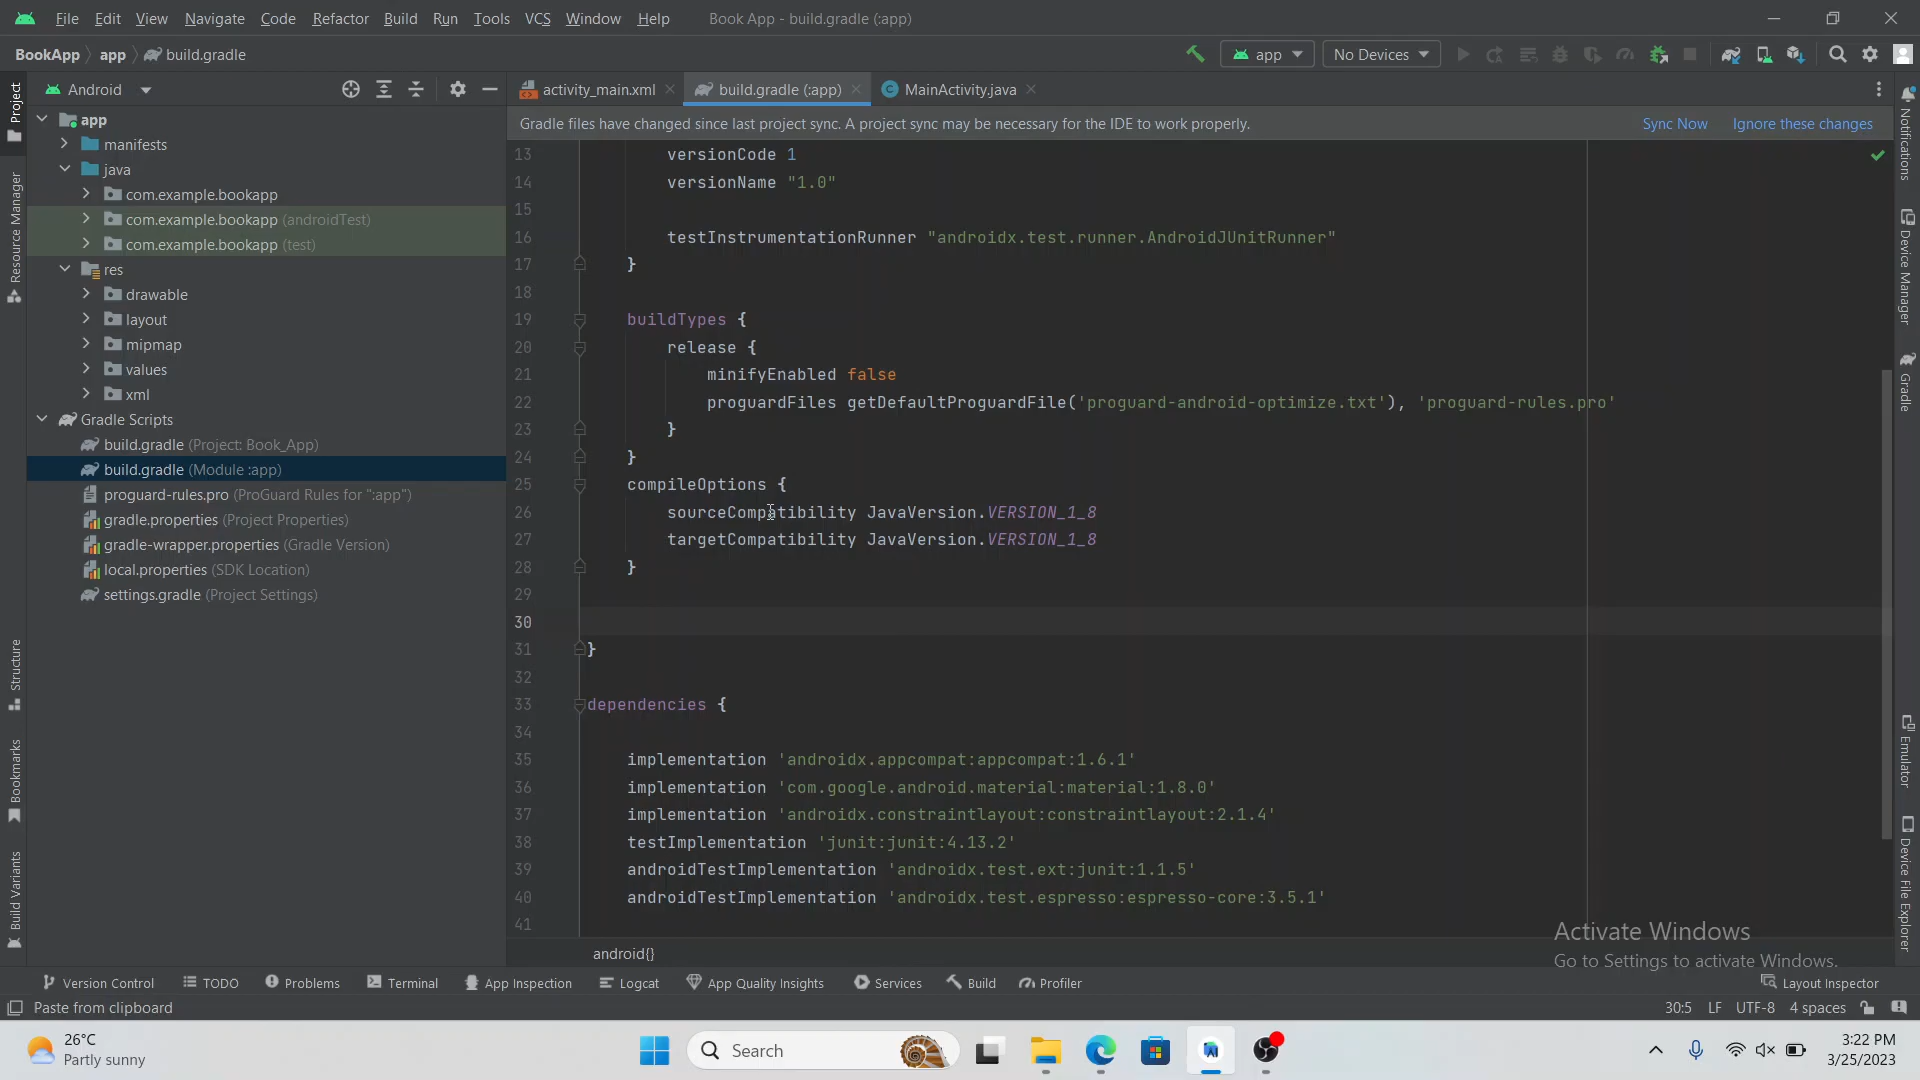 File Edit View Navigate Code Refactor Build Run Tools VCS Window Help Book App - build.gradle (:app)
BookApp app build.gradle app No Devices
Project
Android
activity_main.xml build.gradle (:app) MainActivity.java
Gradle files have changed since last project sync. A project sync may be necessary for the IDE to work properly. Sync Now Ignore these changes
app
manifests
java
com.example.bookapp
com.example.bookapp (androidTest)
com.example.bookapp (test)
res
drawable
layout
mipmap
values
xml
Gradle Scripts
build.gradle (Project: Book_App)
build.gradle (Module :app)
proguard-rules.pro (ProGuard Rules for ":app")
gradle.properties (Project Properties)
gradle-wrapper.properties (Gradle Version)
local.properties (SDK Location)
settings.gradle (Project Settings)
Resource Manager
Structure
Bookmarks
Build Variants
13 versionCode 1
14 versionName "1.0"
15
16 testInstrumentationRunner "androidx.test.runner.AndroidJUnitRunner"
17 }
18
19 buildTypes {
20 release {
21 minifyEnabled false
22 proguardFiles getDefaultProguardFile('proguard-android-optimize.txt'), 'proguard-rules.pro'
23 }
24 }
25 compileOptions {
26 sourceCompatibility JavaVersion.VERSION_1_8
27 targetCompatibility JavaVersion.VERSION_1_8
28 }
29
30
31 }
32
33 dependencies {
34
35 implementation 'androidx.appcompat:appcompat:1.6.1'
36 implementation 'com.google.android.material:material:1.8.0'
37 implementation 'androidx.constraintlayout:constraintlayout:2.1.4'
38 testImplementation 'junit:junit:4.13.2'
39 androidTestImplementation 'androidx.test.ext:junit:1.1.5'
40 androidTestImplementation 'androidx.test.espresso:espresso-core:3.5.1'
41
android{}
Notifications
Device Manager
Gradle
Emulator
Device File Explorer
Activate Windows
Go to Settings to activate Windows.
Version Control TODO Problems Terminal App Inspection Logcat App Quality Insights Services Build Profiler Layout Inspector
Paste from clipboard 30:5 LF UTF-8 4 spaces
26°C
Partly sunny
Search
3:22 PM
3/25/2023